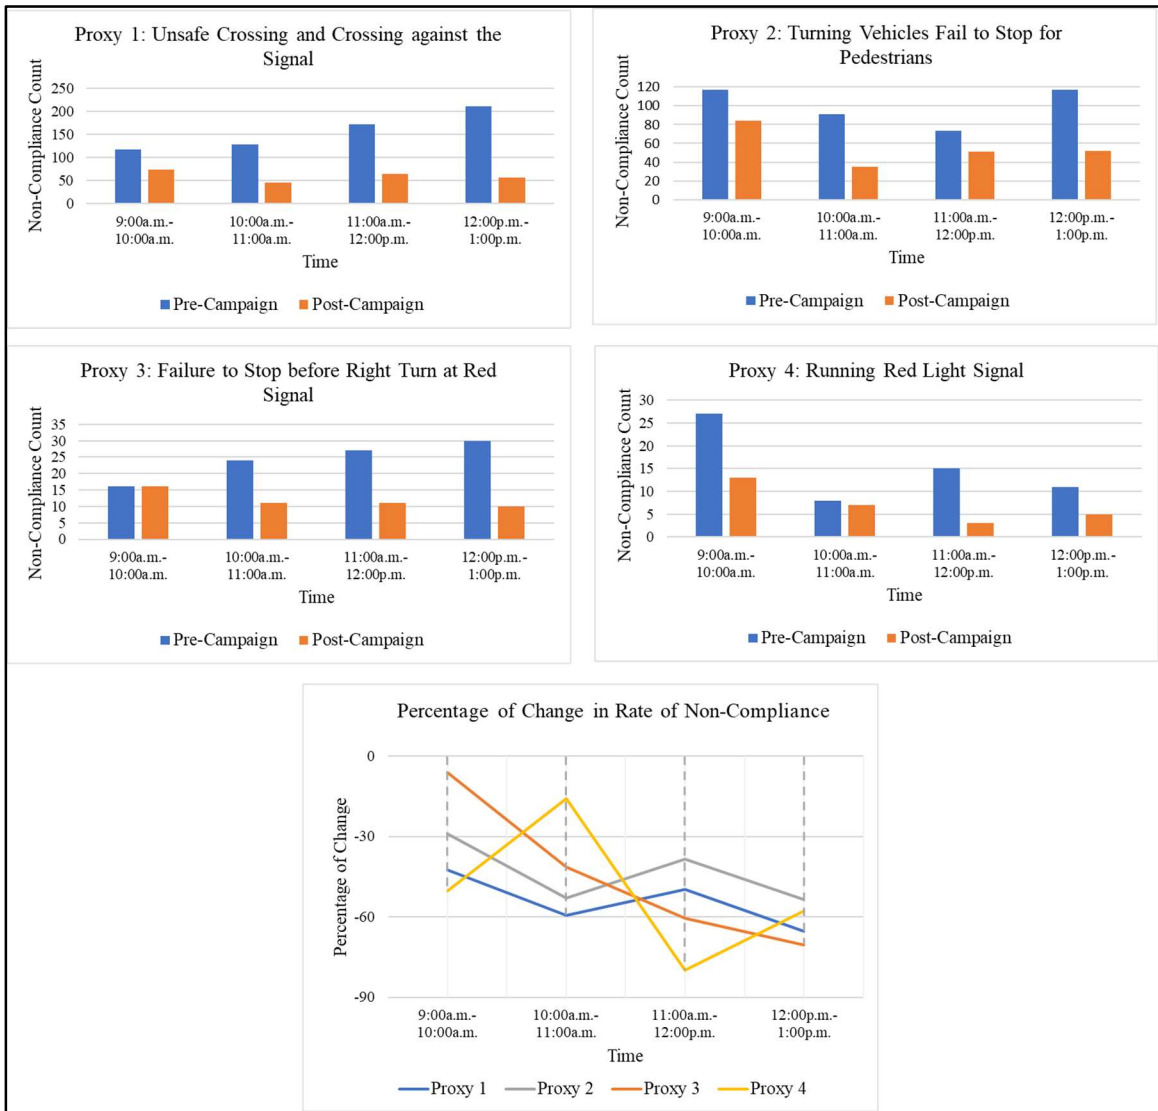 Proxy 1: Unsafe Crossing and Crossing against the
Signal
Non-Compliance Count
250
200
150
100
50
0
9:00a.m.-
10:00a.m.
10:00a.m.-
11:00a.m.
11:00a.m.-
12:00p.m.
12:00p.m.-
1:00p.m.
Time
Pre-Campaign
Post-Campaign
Proxy 2: Turning Vehicles Fail to Stop for
Pedestrians
Non-Compliance Count
120
100
80
60
40
20
0
9:00a.m.-
10:00a.m.
10:00a.m.-
11:00a.m.
11:00a.m.-
12:00p.m.
12:00p.m.-
1:00p.m.
Time
Pre-Campaign
Post-Campaign
Proxy 3: Failure to Stop before Right Turn at Red
Signal
Non-Compliance Count
35
30
25
20
15
10
5
0
9:00a.m.-
10:00a.m.
10:00a.m.-
11:00a.m.
11:00a.m.-
12:00p.m.
12:00p.m.-
1:00p.m.
Time
Pre-Campaign
Post-Campaign
Proxy 4: Running Red Light Signal
Non-Compliance Count
30
25
20
15
10
5
0
9:00a.m.-
10:00a.m.
10:00a.m.-
11:00a.m.
11:00a.m.-
12:00p.m.
12:00p.m.-
1:00p.m.
Time
Pre-Campaign
Post-Campaign
Percentage of Change in Rate of Non-Compliance
Percentage of Change
0
-30
-60
-90
9:00a.m.-
10:00a.m.
10:00a.m.-
11:00a.m.
11:00a.m.-
12:00p.m.
12:00p.m.-
1:00p.m.
Time
Proxy 1
Proxy 2
Proxy 3
Proxy 4